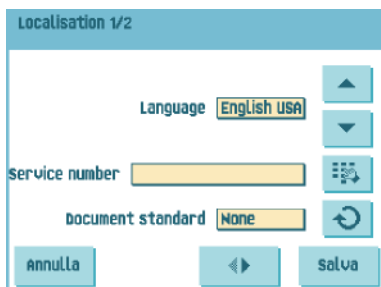 Localisation 1/2
Language English USA
Service number
Document standard None
Annulla Salva